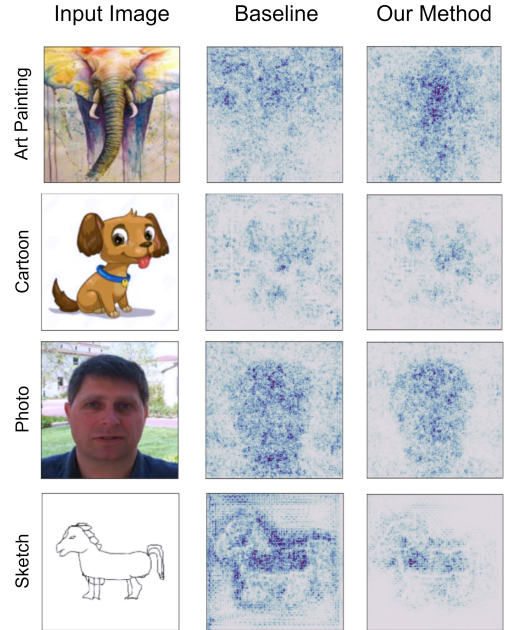 Input Image Baseline Our Method
Art Painting
Cartoon
Photo
Sketch